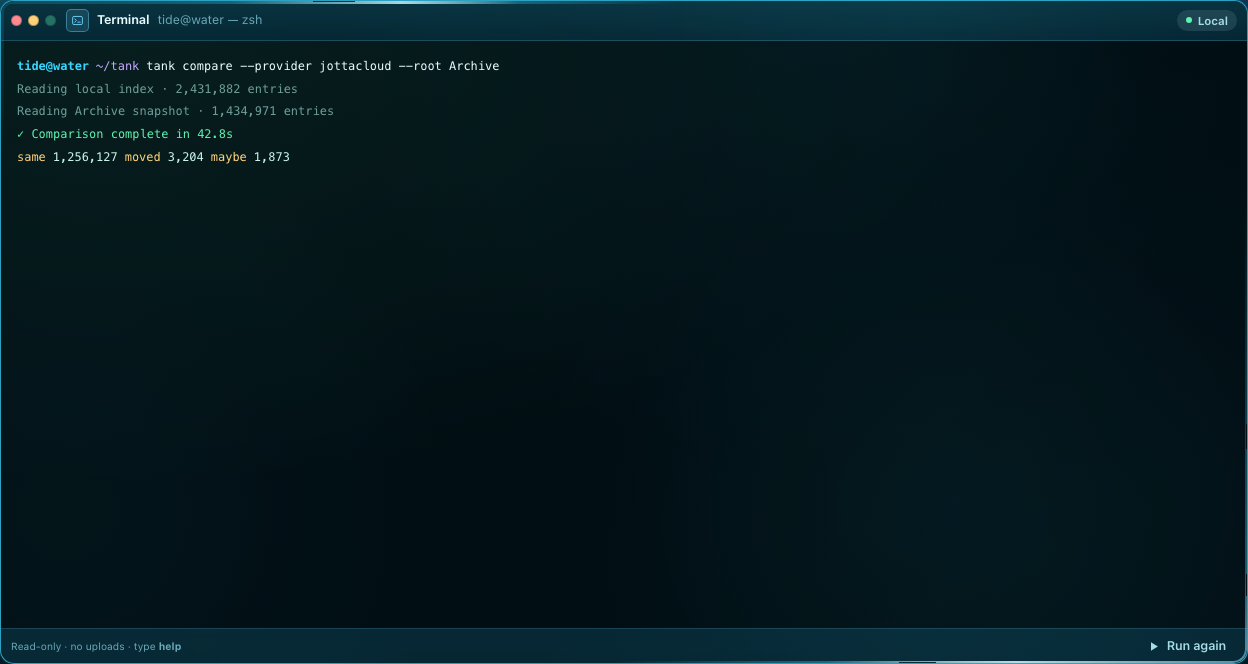 Terminal tide@water — zsh
Local
tide@water ~/tank tank compare --provider jottacloud --root Archive
Reading local index · 2,431,882 entries
Reading Archive snapshot · 1,434,971 entries
✓ Comparison complete in 42.8s
same 1,256,127 moved 3,204 maybe 1,873
Read-only · no uploads · type help
Run again